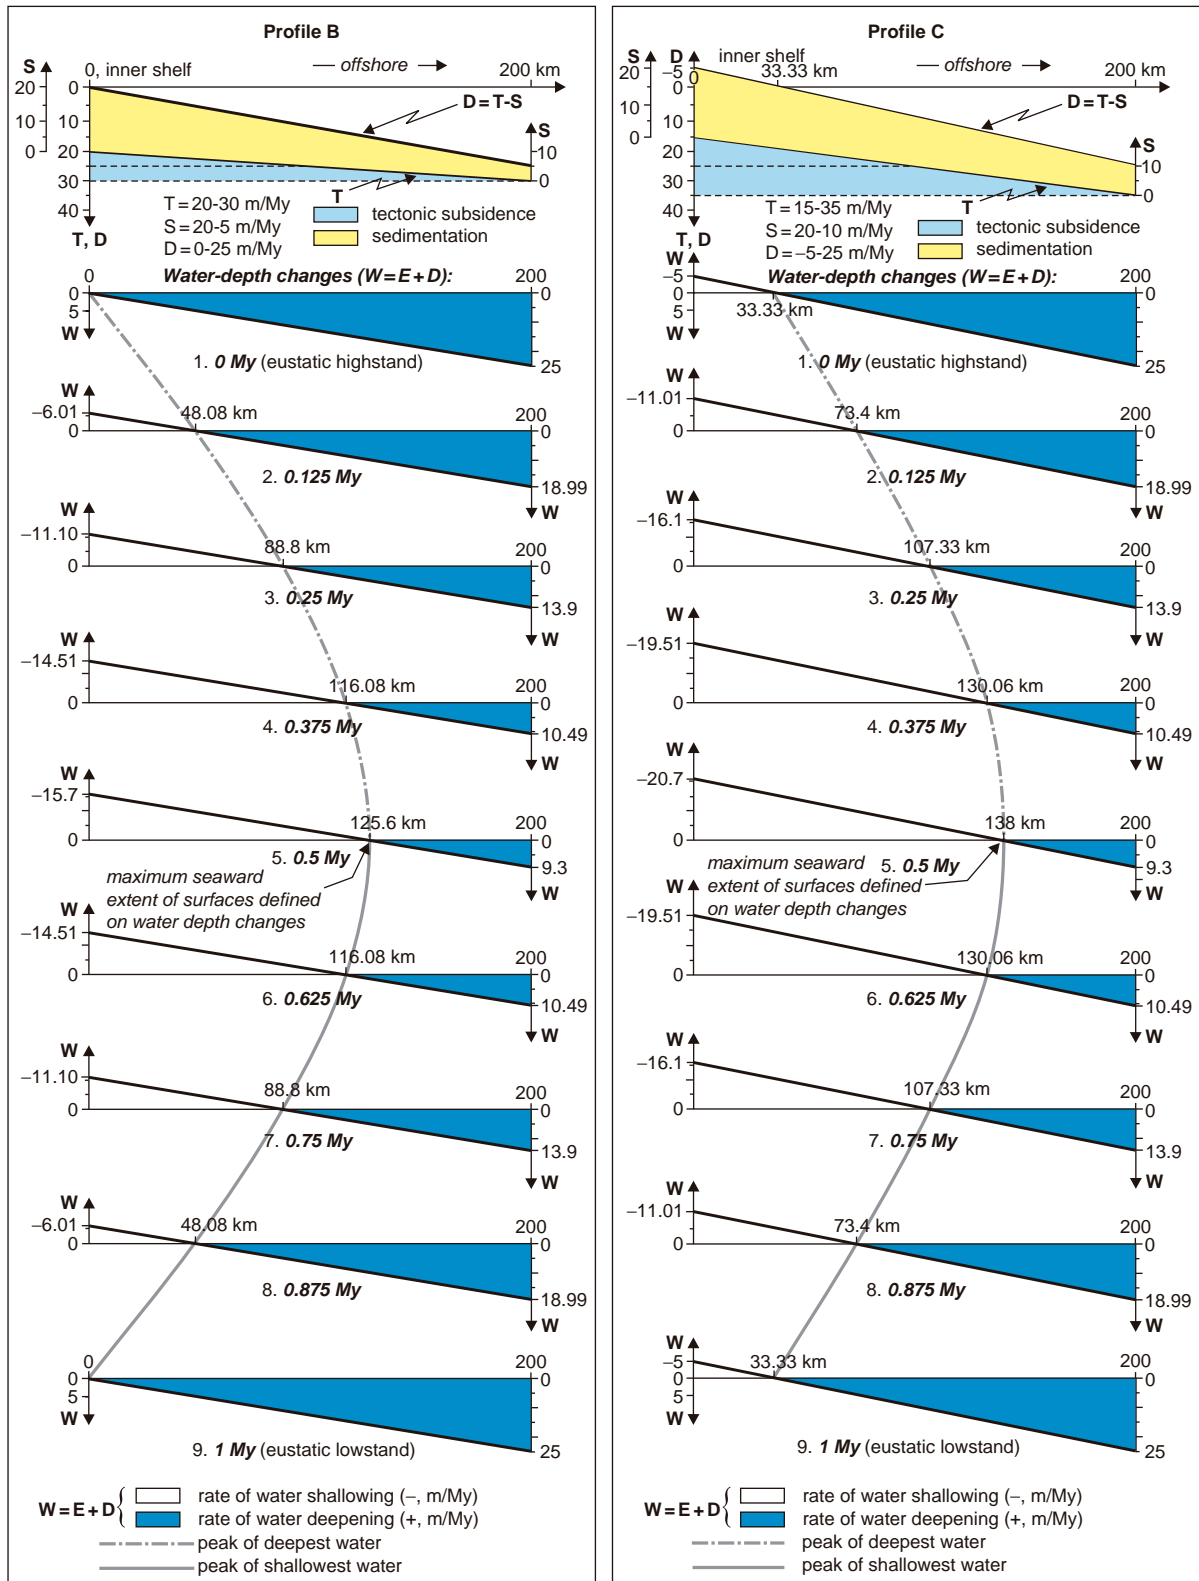 Profile B
S
0, inner shelf
offshore
200 km
20
0
D = T-S
10
10
S
0
20
10
30
0
40
T
T, D
T = 20-30 m/My
S = 20-5 m/My
D = 0-25 m/My
tectonic subsidence
sedimentation
Water-depth changes (W = E + D):
0
200
0
0
5
W
25
1. 0 My (eustatic highstand)
W
–6.01
48.08 km
200
0
0
18.99
W
2. 0.125 My
W
–11.10
88.8 km
200
0
0
13.9
W
3. 0.25 My
W
–14.51
116.08 km
200
0
0
10.49
W
4. 0.375 My
W
–15.7
125.6 km
200
0
0
9.3
W
5. 0.5 My
maximum seaward
extent of surfaces defined
on water depth changes
W
–14.51
116.08 km
200
0
0
10.49
W
6. 0.625 My
W
–11.10
88.8 km
200
0
0
13.9
W
7. 0.75 My
W
–6.01
48.08 km
200
0
0
18.99
W
8. 0.875 My
0
200
0
0
5
W
25
9. 1 My (eustatic lowstand)
W = E + D
rate of water shallowing (–, m/My)
rate of water deepening (+, m/My)
peak of deepest water
peak of shallowest water
Profile C
S
D
inner shelf
offshore
20
–5
0
33.33 km
200 km
0
D = T-S
10
10
S
0
20
10
30
0
40
T
T, D
T = 15-35 m/My
S = 20-10 m/My
D = –5-25 m/My
tectonic subsidence
sedimentation
Water-depth changes (W = E + D):
W
–5
200
0
0
5
33.33 km
W
25
1. 0 My (eustatic highstand)
W
–11.01
73.4 km
200
0
0
18.99
W
2. 0.125 My
W
–16.1
107.33 km
200
0
0
13.9
W
3. 0.25 My
W
–19.51
130.06 km
200
0
0
10.49
W
4. 0.375 My
W
–20.7
138 km
200
0
0
9.3
W
5. 0.5 My
maximum seaward
extent of surfaces defined
on water depth changes
W
–19.51
130.06 km
200
0
0
10.49
W
6. 0.625 My
W
–16.1
107.33 km
200
0
0
13.9
W
7. 0.75 My
W
–11.01
73.4 km
200
0
0
18.99
W
8. 0.875 My
W
–5
33.33 km
200
0
0
5
W
25
9. 1 My (eustatic lowstand)
W = E + D
rate of water shallowing (–, m/My)
rate of water deepening (+, m/My)
peak of deepest water
peak of shallowest water